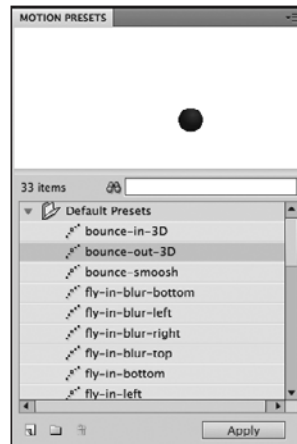 MOTION PRESETS
33 items
Default Presets
bounce-in-3D
bounce-out-3D
bounce-smoosh
fly-in-blur-bottom
fly-in-blur-left
fly-in-blur-right
fly-in-blur-top
fly-in-bottom
fly-in-left
Apply